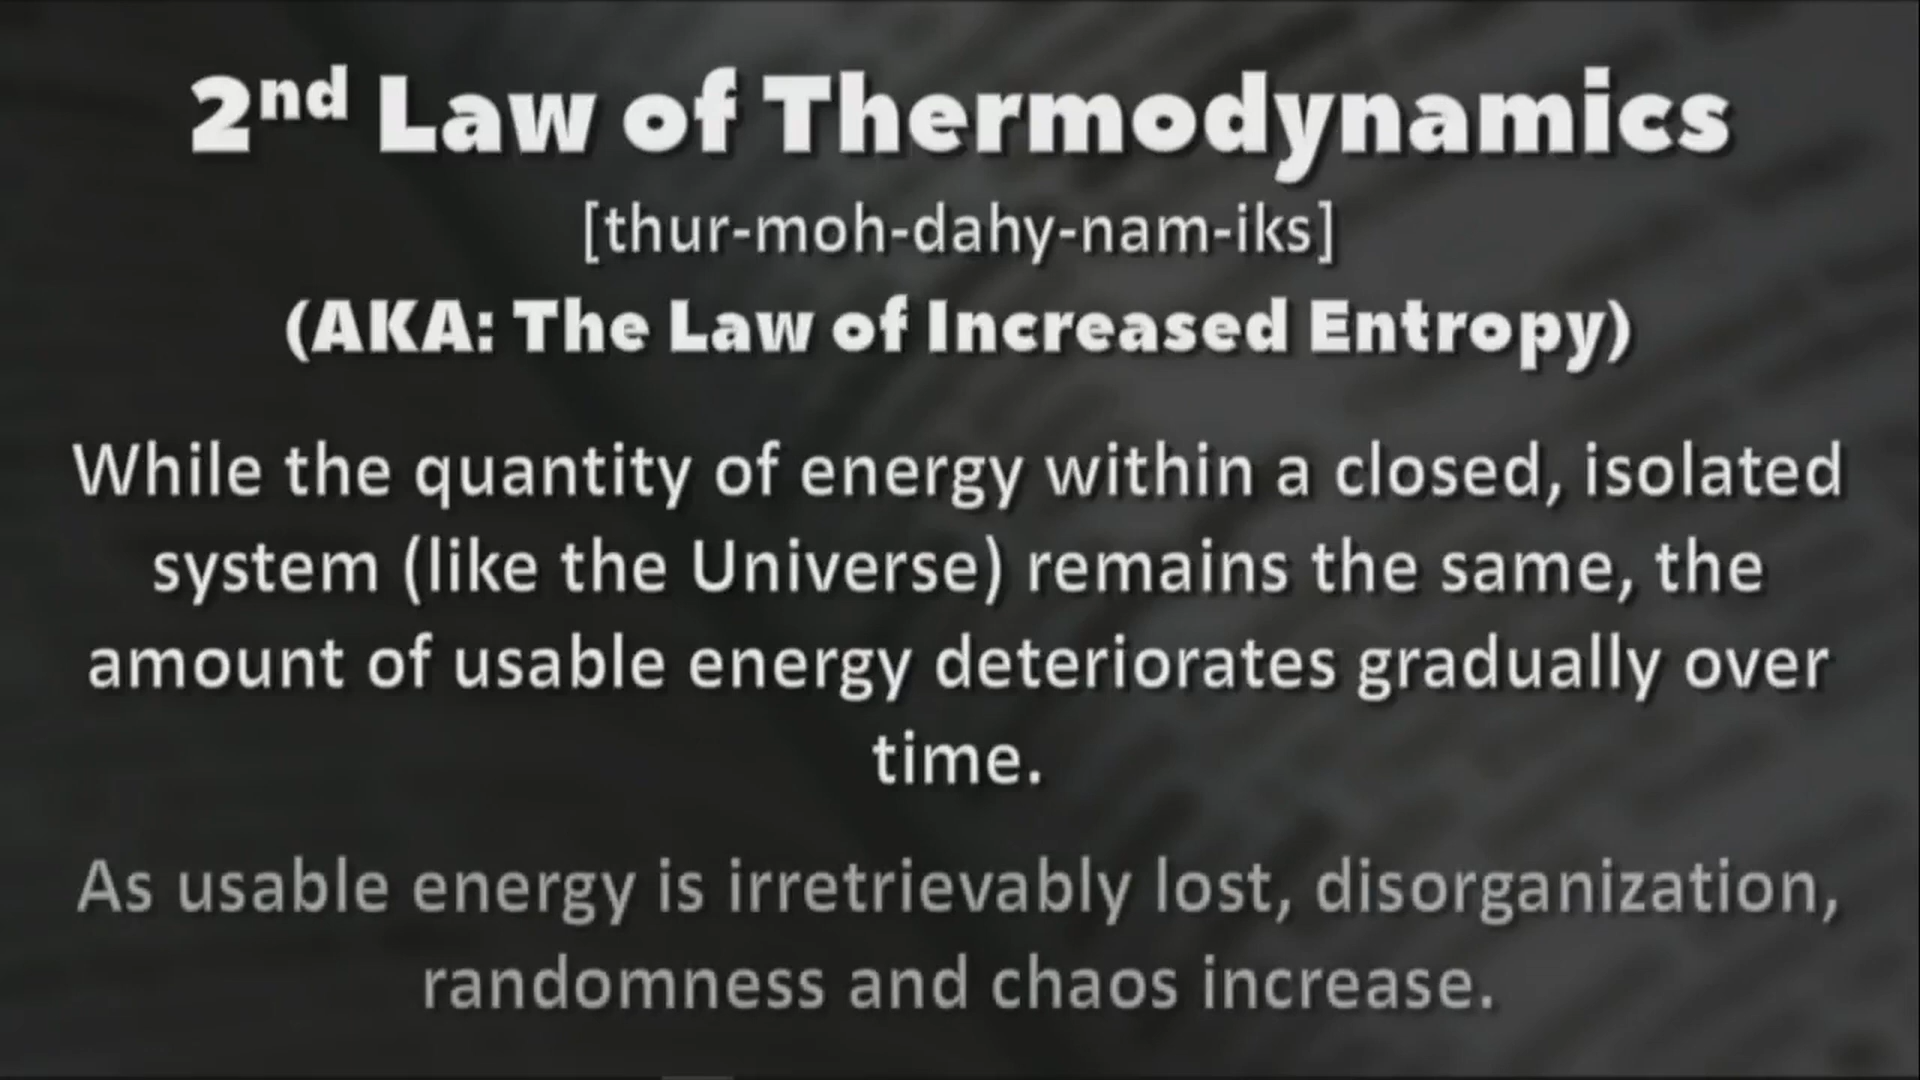 2nd Law of Thermodynamics
[thur-moh-dahy-nam-iks]
(AKA: The Law of Increased Entropy)
While the quantity of energy within a closed, isolated
system (like the Universe) remains the same, the
amount of usable energy deteriorates gradually over
time.
As usable energy is irretrievably lost, disorganization,
randomness and chaos increase.